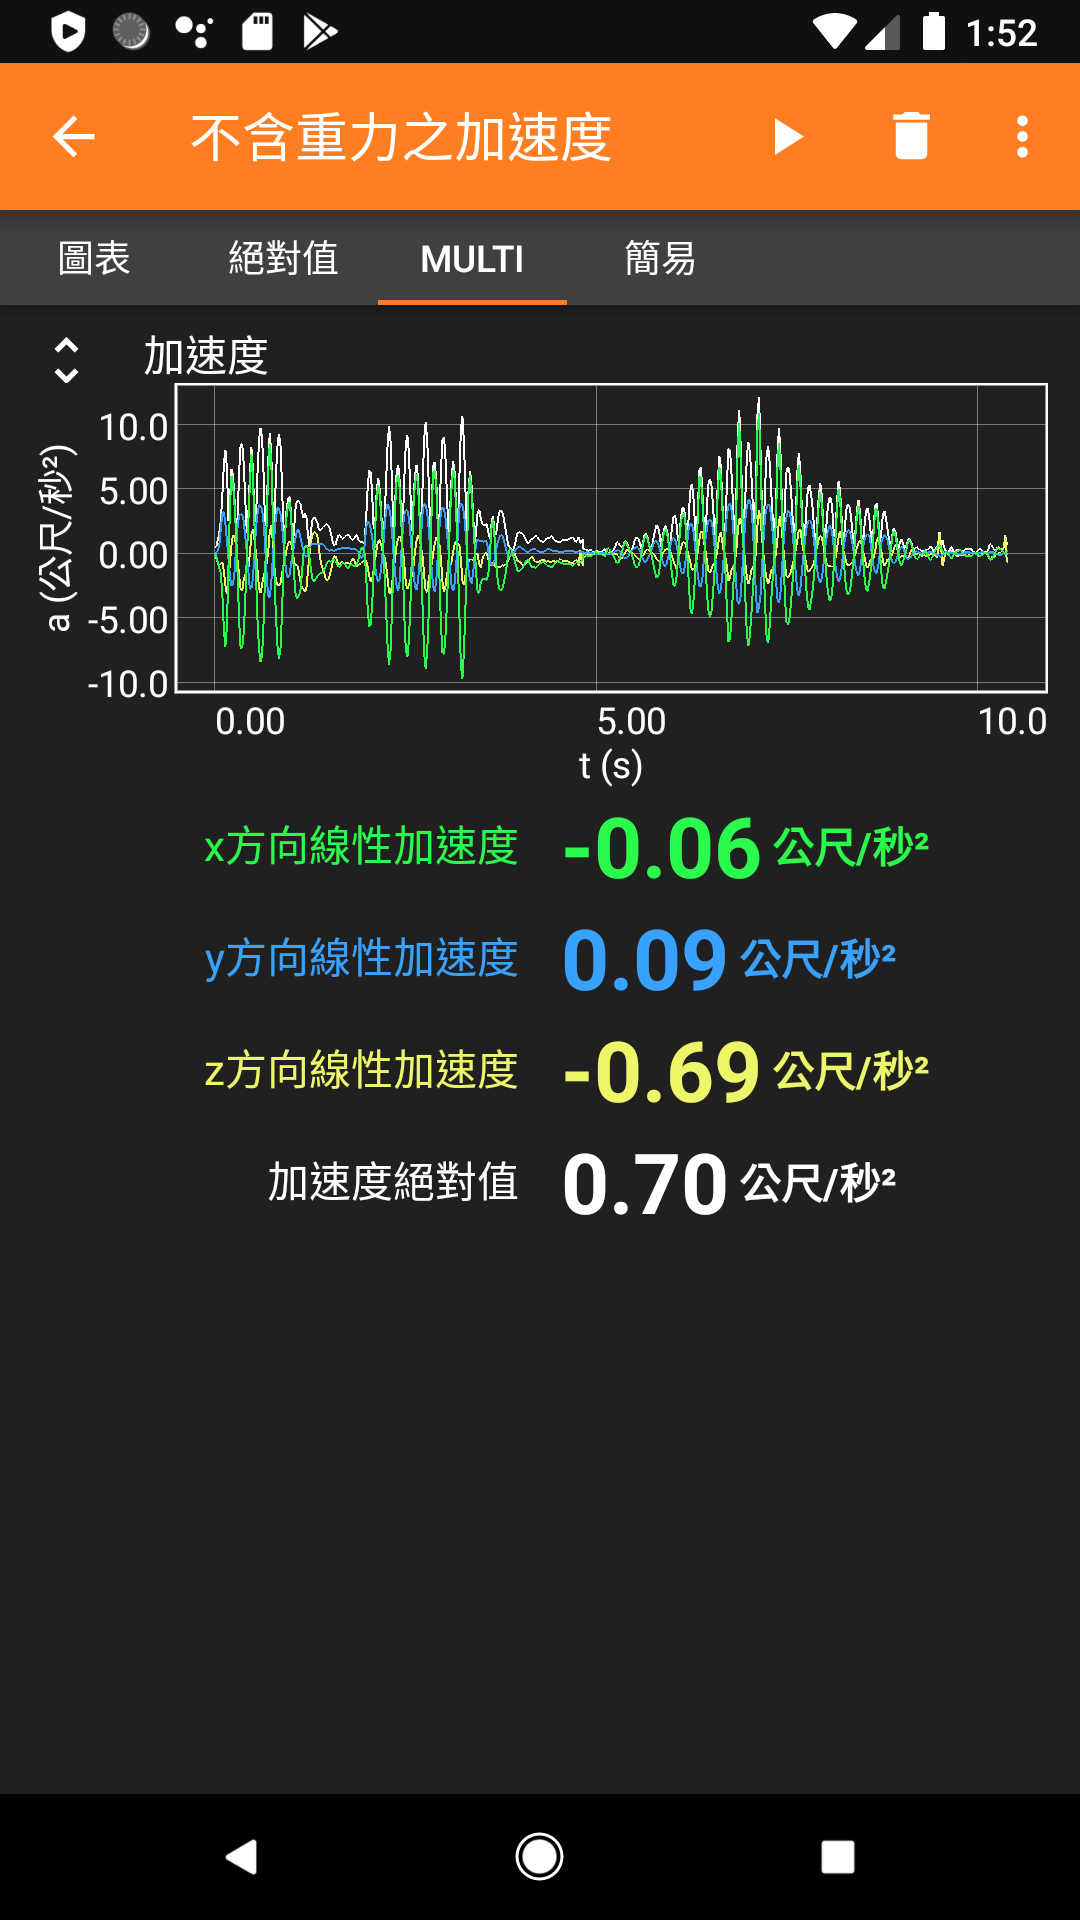 1:52
不含重力之加速度
圖表 絕對值 MULTI 簡易
加速度
a (公尺/秒²)
10.0
5.00
0.00
-5.00
-10.0
0.00 5.00 10.0
t (s)
x方向線性加速度 -0.06 公尺/秒²
y方向線性加速度 0.09 公尺/秒²
z方向線性加速度 -0.69 公尺/秒²
加速度絕對值 0.70 公尺/秒²